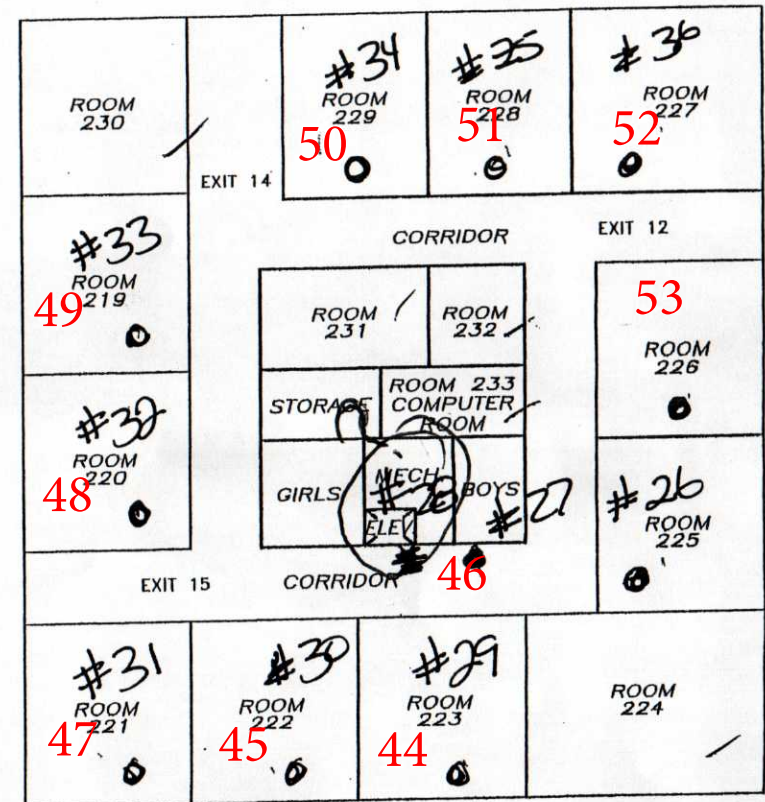 #34
#35
#36
ROOM
230
ROOM
229
ROOM
228
ROOM
227
50
51
52
EXIT 14
EXIT 12
CORRIDOR
#33
ROOM
219
49
53
ROOM
231
ROOM
232
ROOM
226
STORAGE
ROOM 233
COMPUTER
ROOM
#32
ROOM
220
48
GIRLS
MECH
#28
BOYS
#27
ELEV
#26
ROOM
225
EXIT 15
CORRIDOR
46
#31
ROOM
221
47
#30
ROOM
222
45
#29
ROOM
223
44
ROOM
224